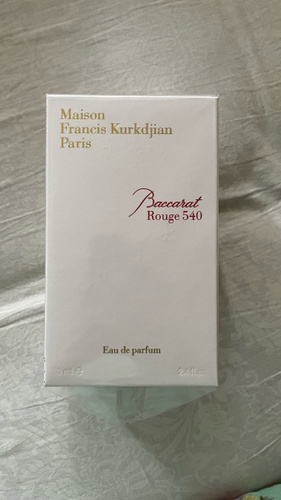 Maison
Francis Kurkdjian
Paris
Baccarat
Rouge 540
Eau de parfum